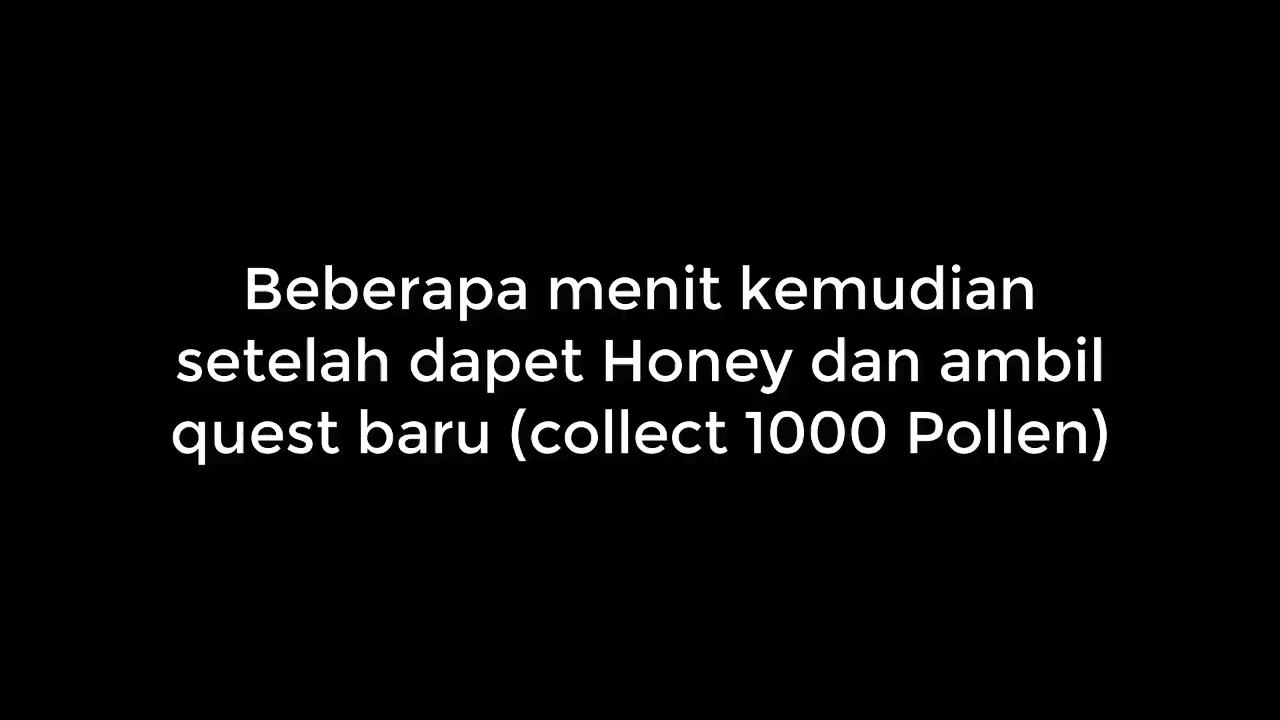 Beberapa menit kemudian
setelah dapet Honey dan ambil
quest baru (collect 1000 Pollen)